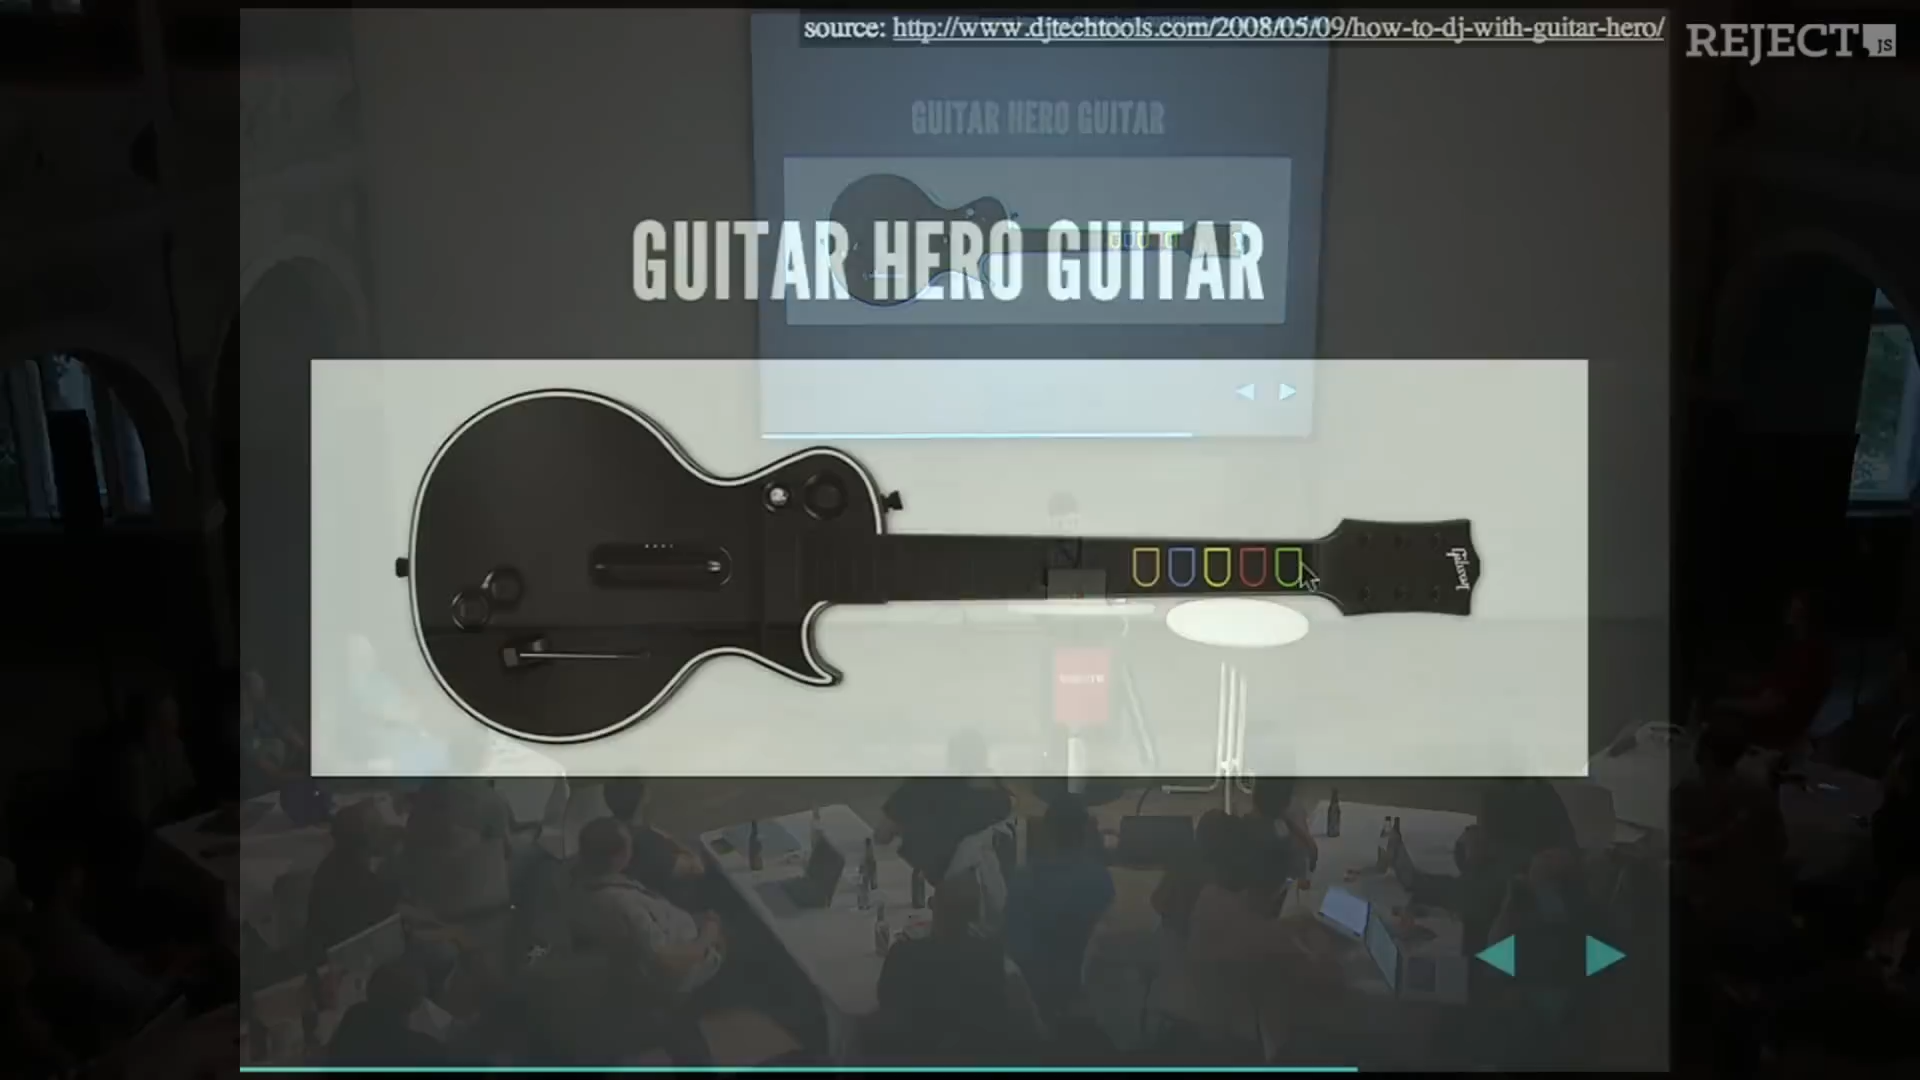 source: http://www.djtechtools.com/2008/05/09/how-to-dj-with-guitar-hero/
REJECT JS
GUITAR HERO GUITAR
GUITAR HERO GUITAR
Gibson